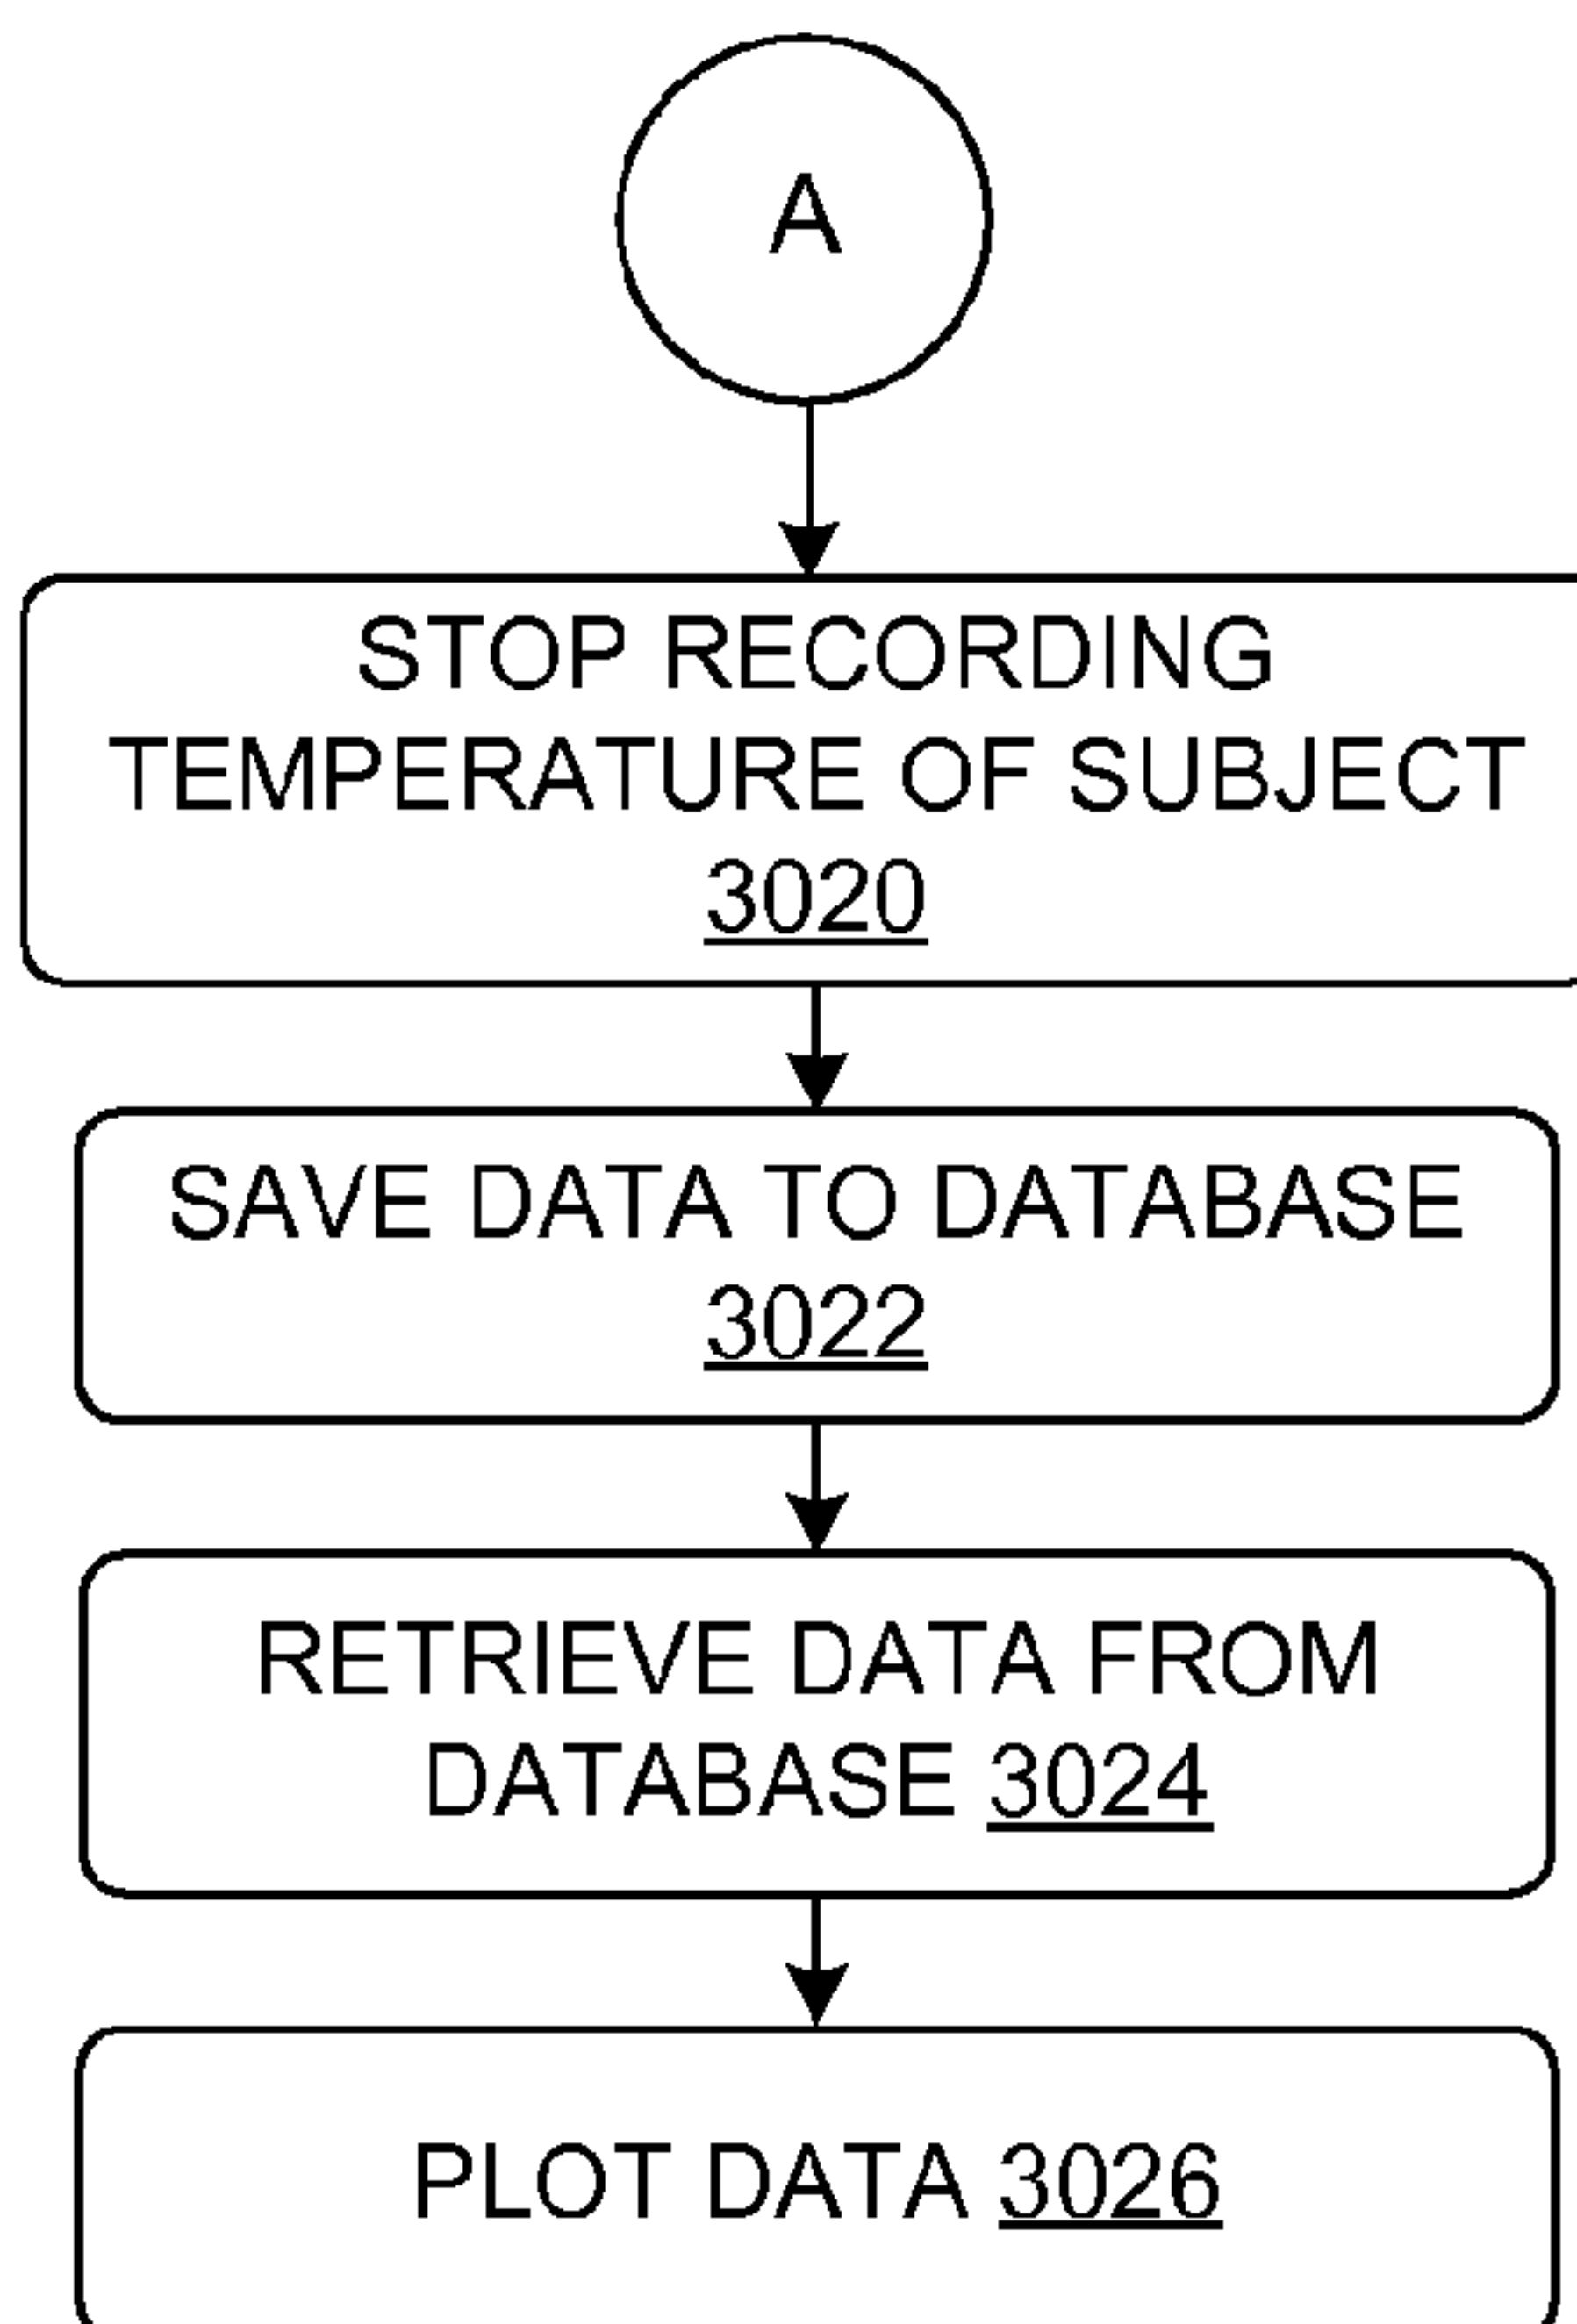 A
STOP RECORDING
TEMPERATURE OF SUBJECT
3020
SAVE DATA TO DATABASE
3022
RETRIEVE DATA FROM
DATABASE 3024
PLOT DATA 3026